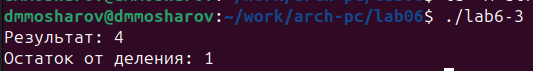 dmmosharov@dmmosharov:~/work/arch-pc/lab06$ ./lab6-3
Результат: 4
Остаток от деления: 1